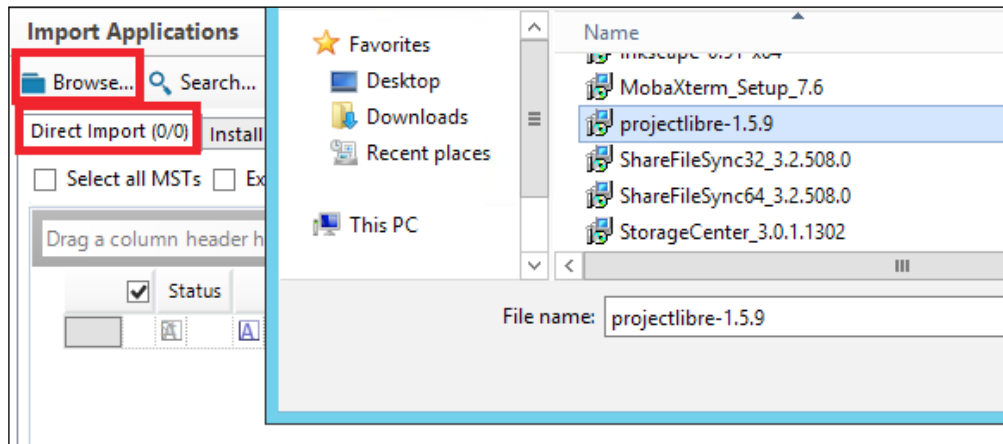 Import Applications
Browse... Search...
Direct Import (0/0) Install
Select all MSTs Ex
Drag a column header h
Status
Favorites
Desktop
Downloads
Recent places
This PC
Name
MobaXterm_Setup_7.6
projectlibre-1.5.9
ShareFileSync32_3.2.508.0
ShareFileSync64_3.2.508.0
StorageCenter_3.0.1.1302
File name: projectlibre-1.5.9